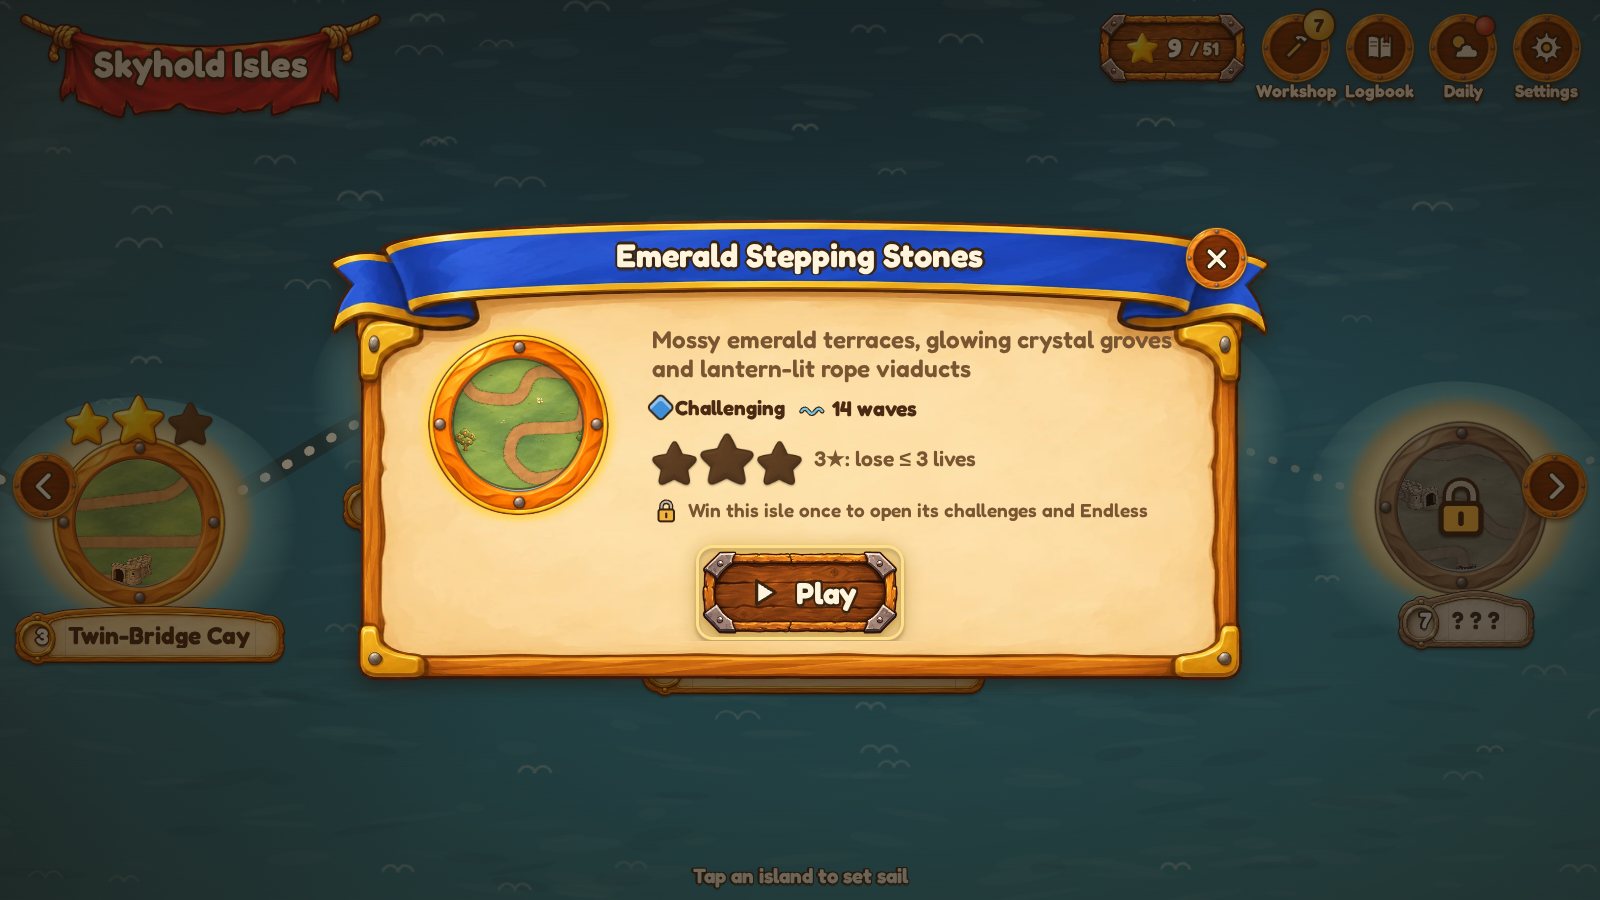 Skyhold Isles
9 / 51
7
Workshop
Logbook
Daily
Settings
Emerald Stepping Stones
Mossy emerald terraces, glowing crystal groves
and lantern-lit rope viaducts
Challenging 14 waves
3★: lose ≤ 3 lives
Win this isle once to open its challenges and Endless
Play
3 Twin-Bridge Cay
7 ? ? ?
Tap an island to set sail